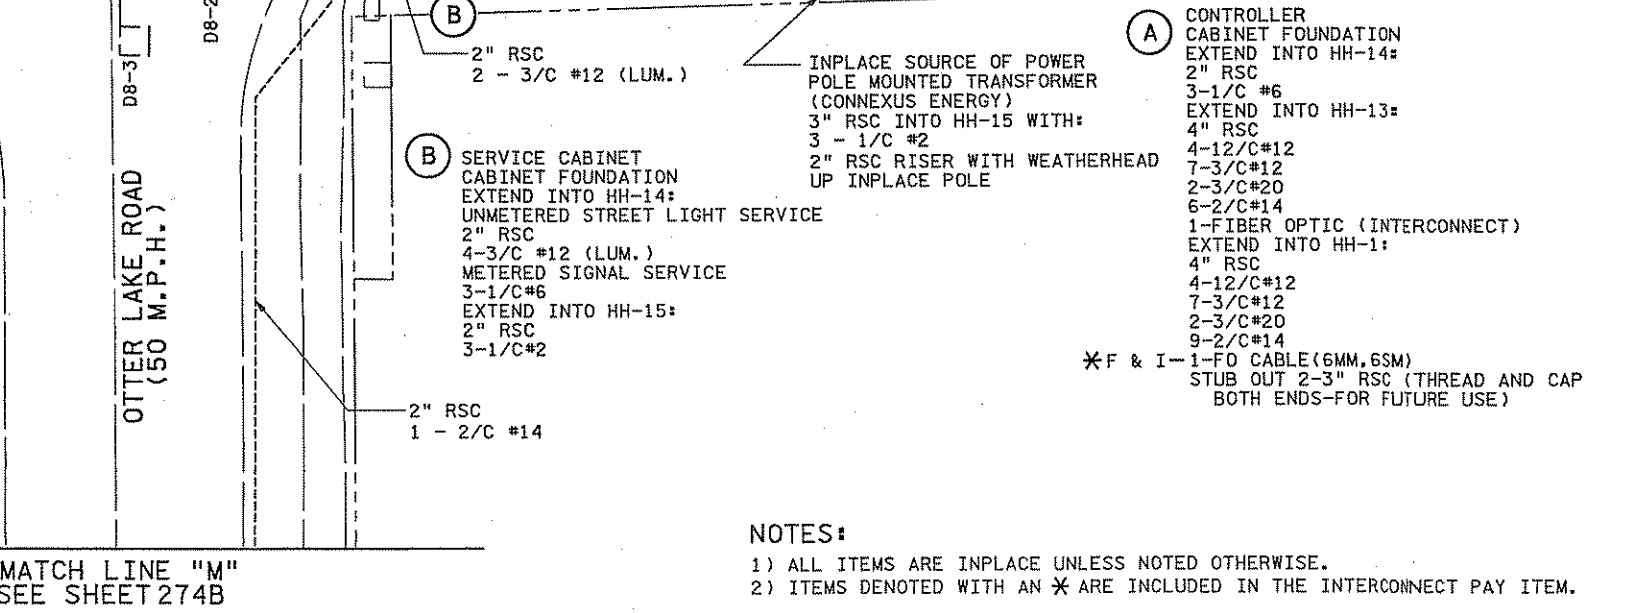 D8-2
D8-3
OTTER LAKE ROAD
(50 M.P.H.)
B
2" RSC
2 - 3/C #12 (LUM.)
B
SERVICE CABINET
CABINET FOUNDATION
EXTEND INTO HH-14:
UNMETERED STREET LIGHT SERVICE
2" RSC
4-3/C #12 (LUM.)
METERED SIGNAL SERVICE
3-1/C#6
EXTEND INTO HH-15:
2" RSC
3-1/C#2
2" RSC
1 - 2/C #14
INPLACE SOURCE OF POWER
POLE MOUNTED TRANSFORMER
(CONNEXUS ENERGY)
3" RSC INTO HH-15 WITH:
3 - 1/C #2
2" RSC RISER WITH WEATHERHEAD
UP INPLACE POLE
A
CONTROLLER
CABINET FOUNDATION
EXTEND INTO HH-14:
2" RSC
3-1/C #6
EXTEND INTO HH-13:
4" RSC
4-12/C#12
7-3/C#12
2-3/C#20
6-2/C#14
1-FIBER OPTIC (INTERCONNECT)
EXTEND INTO HH-1:
4" RSC
4-12/C#12
7-3/C#12
2-3/C#20
9-2/C#14
*F & I-1-FO CABLE(6MM,6SM)
STUB OUT 2-3" RSC (THREAD AND CAP
BOTH ENDS-FOR FUTURE USE)
MATCH LINE "M"
SEE SHEET 274B
NOTES:
1) ALL ITEMS ARE INPLACE UNLESS NOTED OTHERWISE.
2) ITEMS DENOTED WITH AN * ARE INCLUDED IN THE INTERCONNECT PAY ITEM.